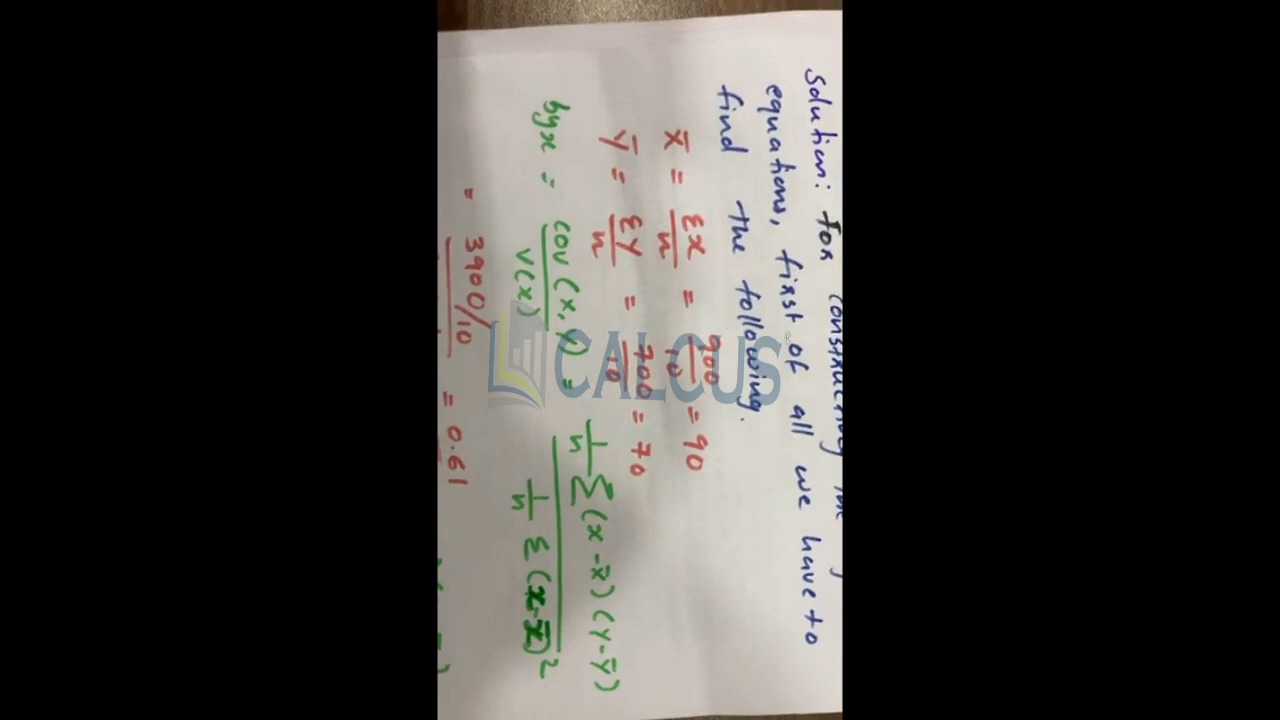 Solution: For constructing the
equations, first of all we have to
find the following.
X̄ = ΣX/n = 900/10 = 90
Ȳ = ΣY/n = 700/10 = 70
byx = cov(x,y)/v(x) = 1/n Σ(x-x̄)(y-ȳ) / 1/n Σ(x-x̄)²
= 3900/10 = 0.61
CALCUS